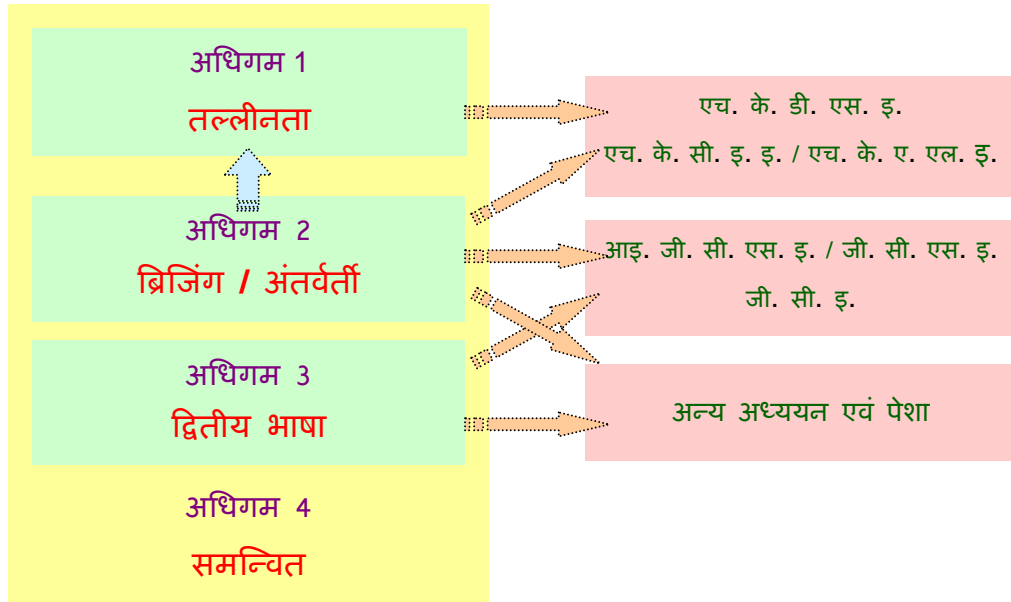 अधिगम 1
तल्लीनता
अधिगम 2
ब्रिजिंग / अंतर्वर्ती
अधिगम 3
द्वितीय भाषा
अधिगम 4
समन्वित
एच. के. डी. एस. इ.
एच. के. सी. इ. इ. / एच. के. ए. एल. इ.
आइ. जी. सी. एस. इ. / जी. सी. एस. इ.
जी. सी. इ.
अन्य अध्ययन एवं पेशा